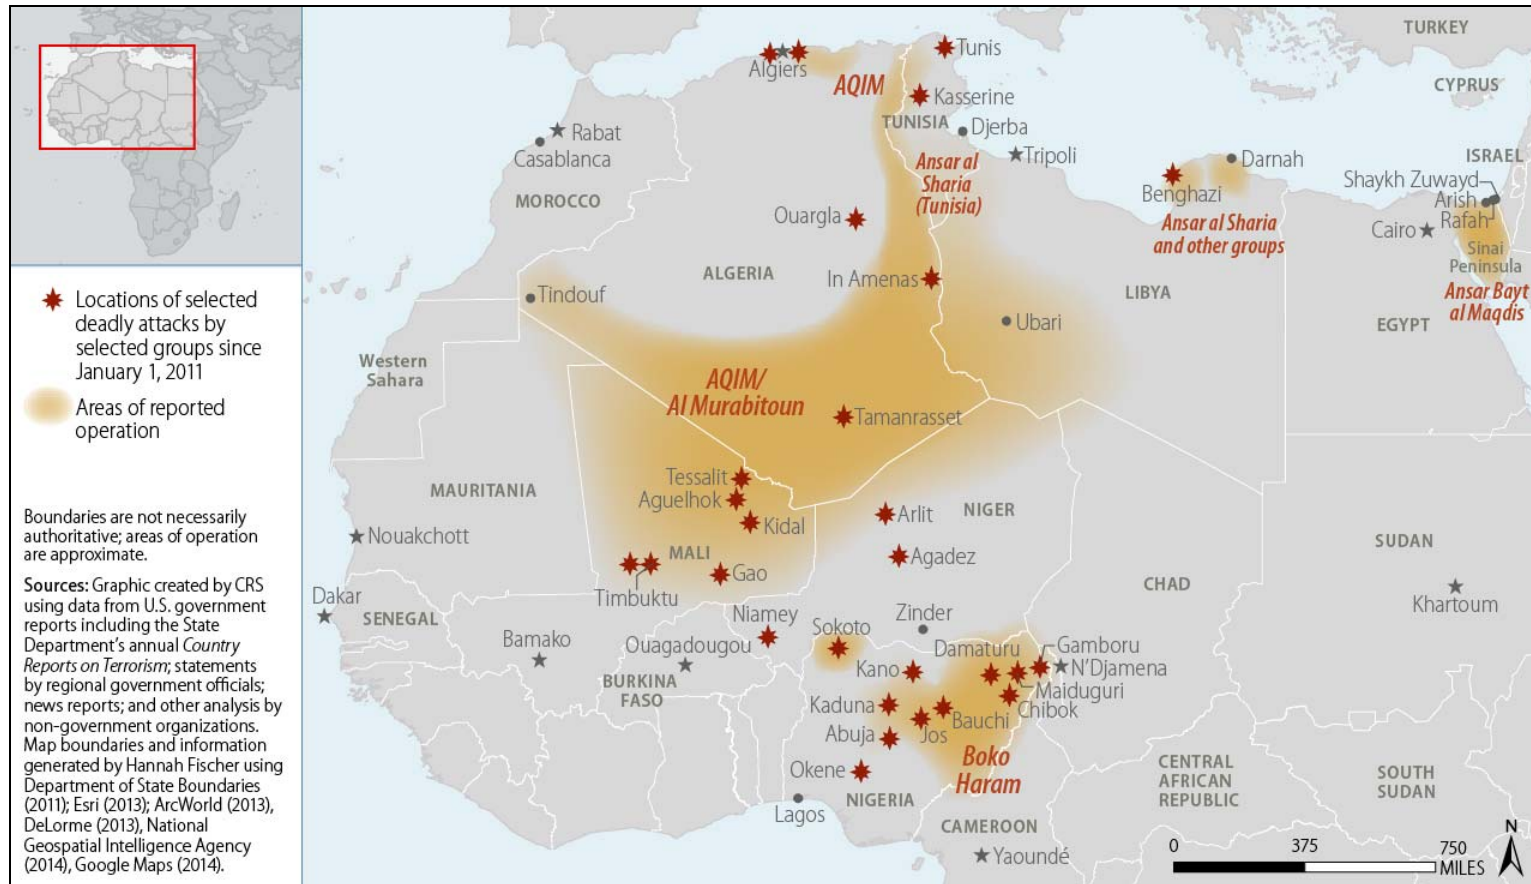 Locations of selected
deadly attacks by
selected groups since
January 1, 2011
Areas of reported
operation
Boundaries are not necessarily
authoritative; areas of operation
are approximate.
Sources: Graphic created by CRS
using data from U.S. government
reports including the State
Department's annual Country
Reports on Terrorism; statements
by regional government officials;
news reports; and other analysis by
non-government organizations.
Map boundaries and information
generated by Hannah Fischer using
Department of State Boundaries
(2011); Esri (2013); ArcWorld (2013),
DeLorme (2013), National
Geospatial Intelligence Agency
(2014), Google Maps (2014).
TURKEY
CYPRUS
ISRAEL
Algiers
AQIM
Tunis
Kasserine
TUNISIA
Djerba
Tripoli
Rabat
Casablanca
MOROCCO
Ansar al
Sharia
(Tunisia)
Benghazi
Darnah
Ansar al Sharia
and other groups
Shaykh Zuwayd
Arish
Rafah
Cairo
Sinai
Peninsula
Ansar Bayt
al Maqdis
EGYPT
Ouargla
ALGERIA
In Amenas
LIBYA
Tindouf
Ubari
Western
Sahara
AQIM/
Al Murabitoun
Tamanrasset
Tessalit
Aguelhok
Kidal
MAURITANIA
Arlit
NIGER
Nouakchott
MALI
Agadez
Gao
Timbuktu
SUDAN
CHAD
Khartoum
Dakar
SENEGAL
Bamako
Ouagadougou
Niamey
BURKINA
FASO
Sokoto
Zinder
Damaturu
Gamboru
N'Djamena
Kano
Maiduguri
Chibok
Kaduna
Bauchi
Jos
Abuja
Boko
Haram
Okene
NIGERIA
Lagos
CAMEROON
Yaoundé
CENTRAL
AFRICAN
REPUBLIC
SOUTH
SUDAN
0 375 750
MILES
N